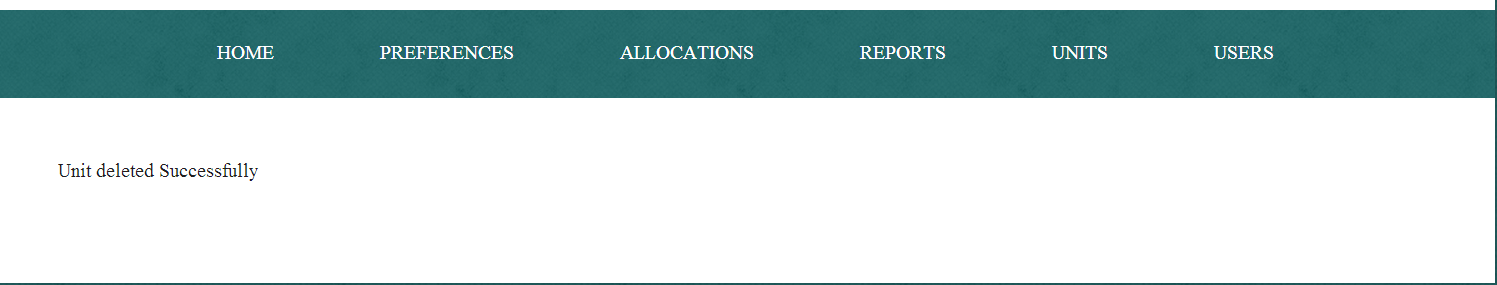 HOME PREFERENCES ALLOCATIONS REPORTS UNITS USERS
Unit deleted Successfully